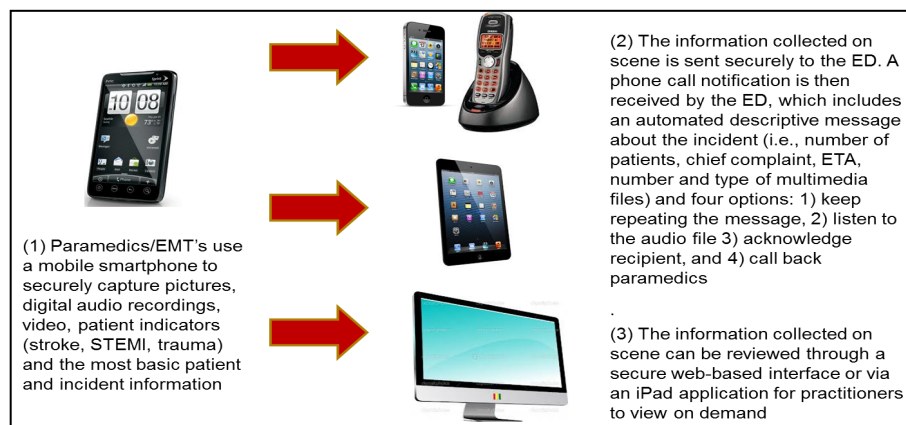 (1) Paramedics/EMT's use
a mobile smartphone to
securely capture pictures,
digital audio recordings,
video, patient indicators
(stroke, STEMI, trauma)
and the most basic patient
and incident information
Sprint
10 08
73°
(2) The information collected on
scene is sent securely to the ED. A
phone call notification is then
received by the ED, which includes
an automated descriptive message
about the incident (i.e., number of
patients, chief complaint, ETA,
number and type of multimedia
files) and four options: 1) keep
repeating the message, 2) listen to
the audio file 3) acknowledge
recipient, and 4) call back
paramedics
.
(3) The information collected on
scene can be reviewed through a
secure web-based interface or via
an iPad application for practitioners
to view on demand